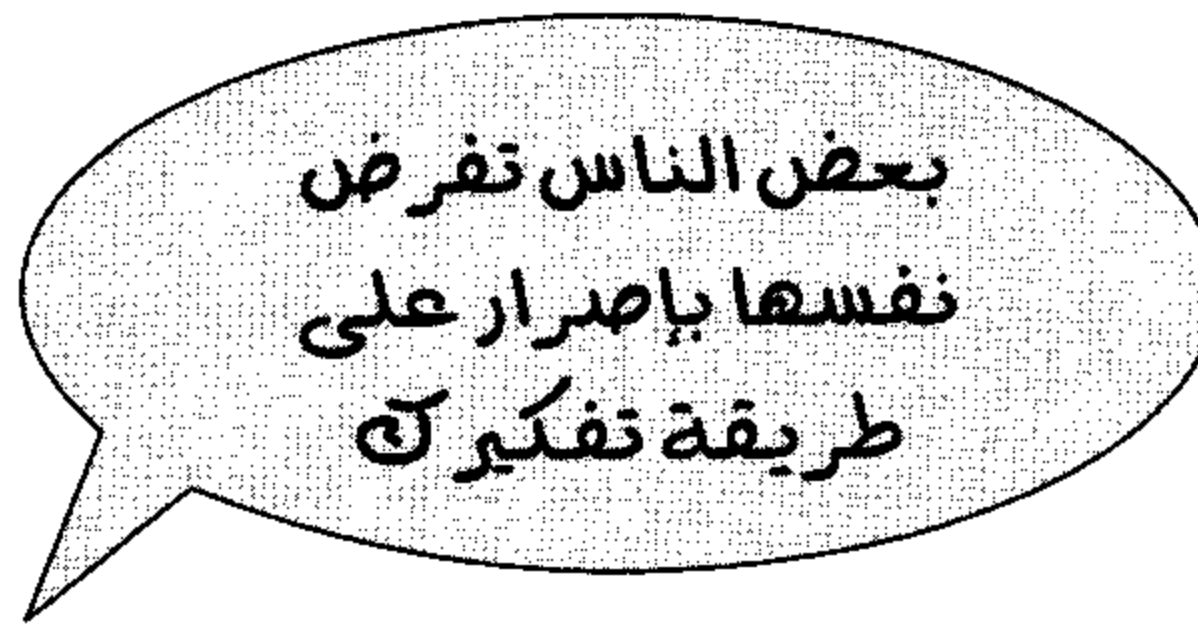 بعض الناس تفرض
نفسها بإصرار على
طريقة تفكيرك